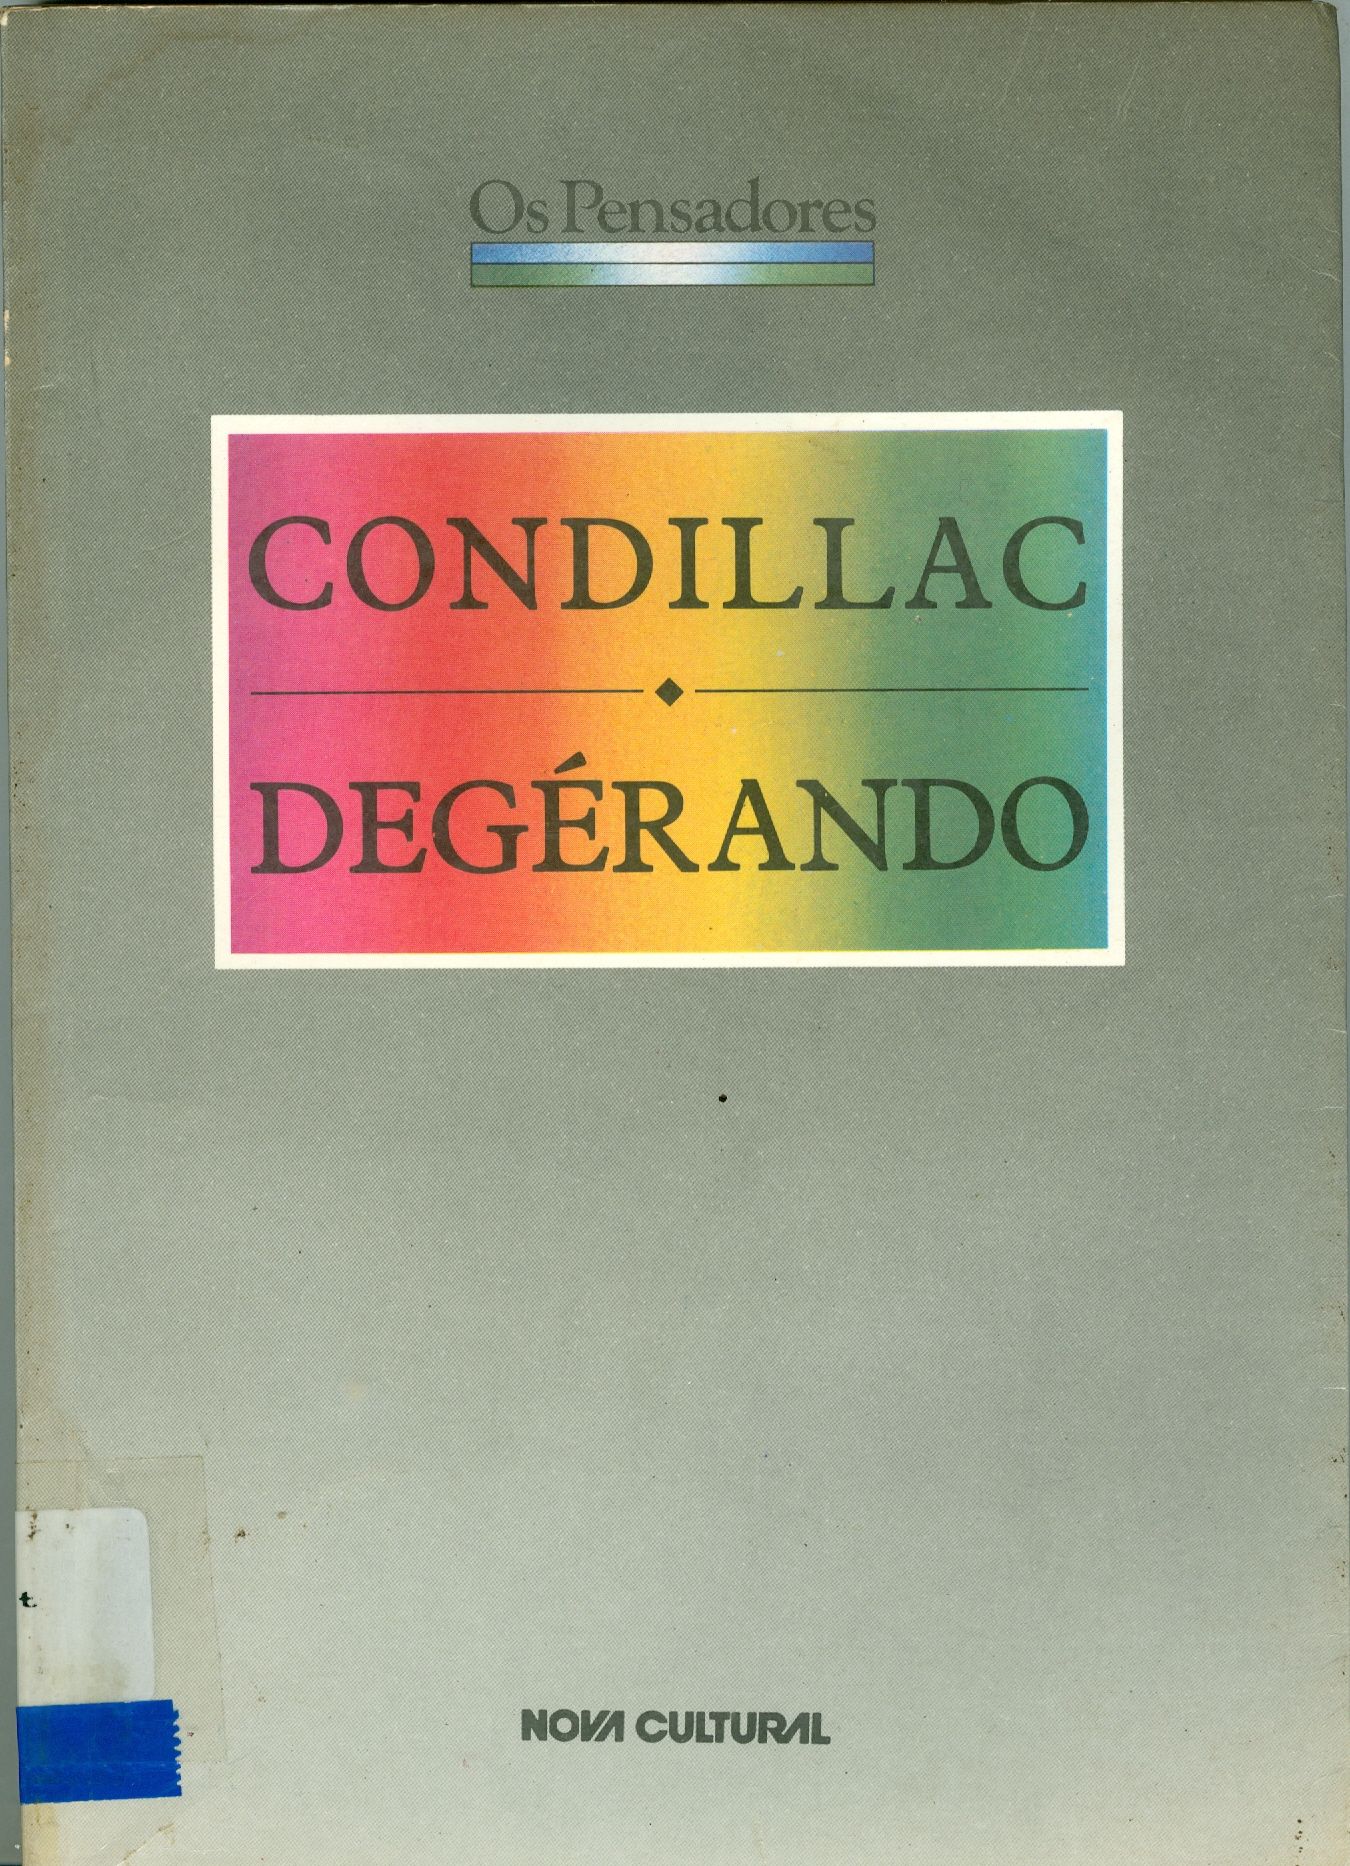 Os Pensadores
CONDILLAC
DEGÉRANDO
t.
NOVA CULTURAL